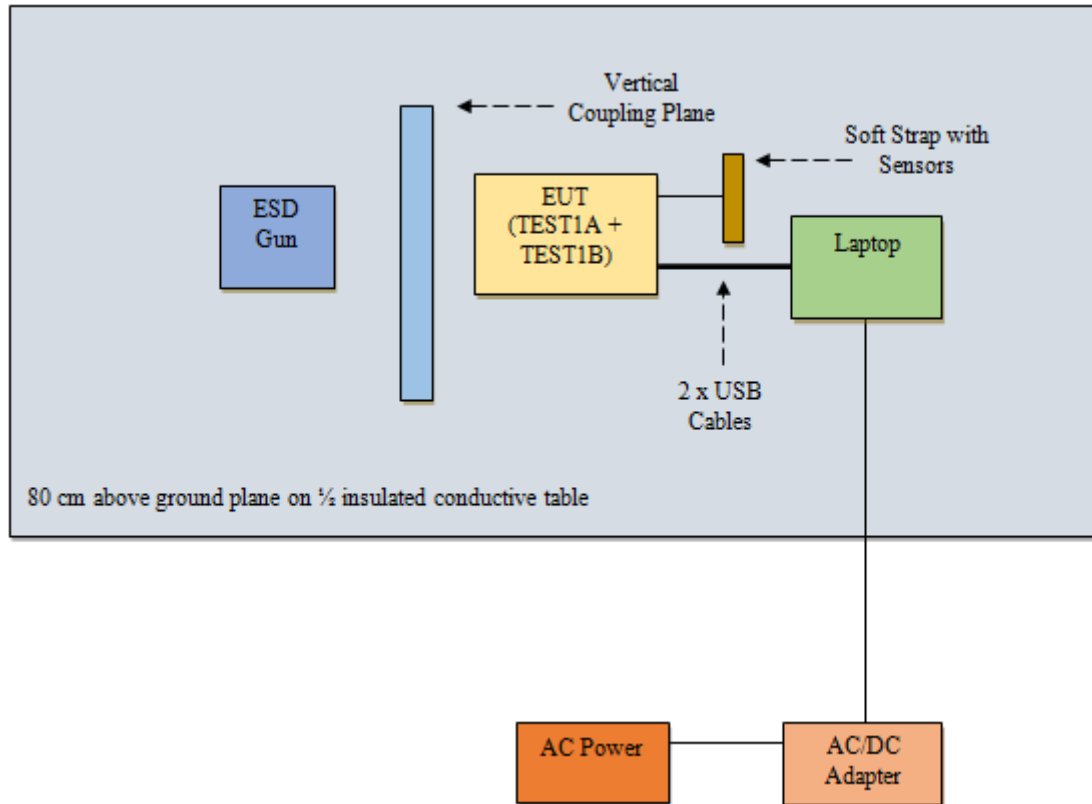 Vertical
Coupling Plane
Soft Strap with
Sensors
ESD
Gun
EUT
(TEST1A +
TEST1B)
Laptop
2 x USB
Cables
80 cm above ground plane on ½ insulated conductive table
AC Power
AC/DC
Adapter